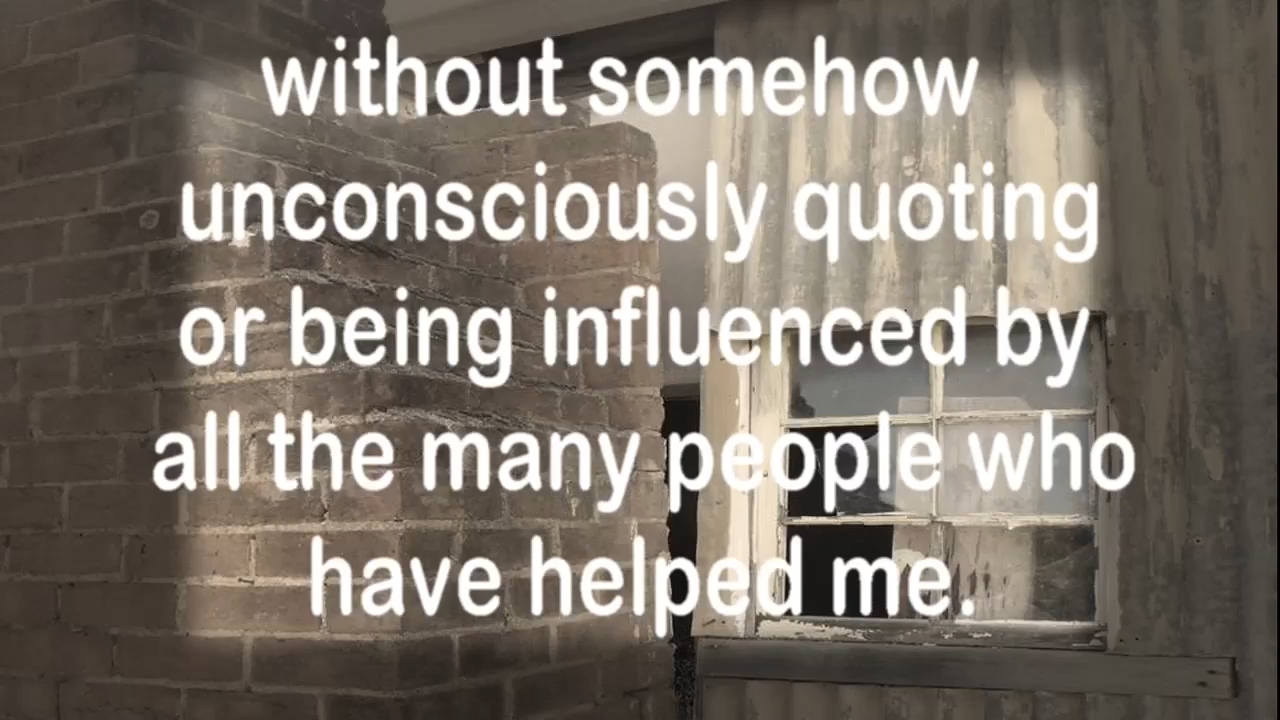 without somehow
unconsciously quoting
or being influenced by
all the many people who
have helped me.